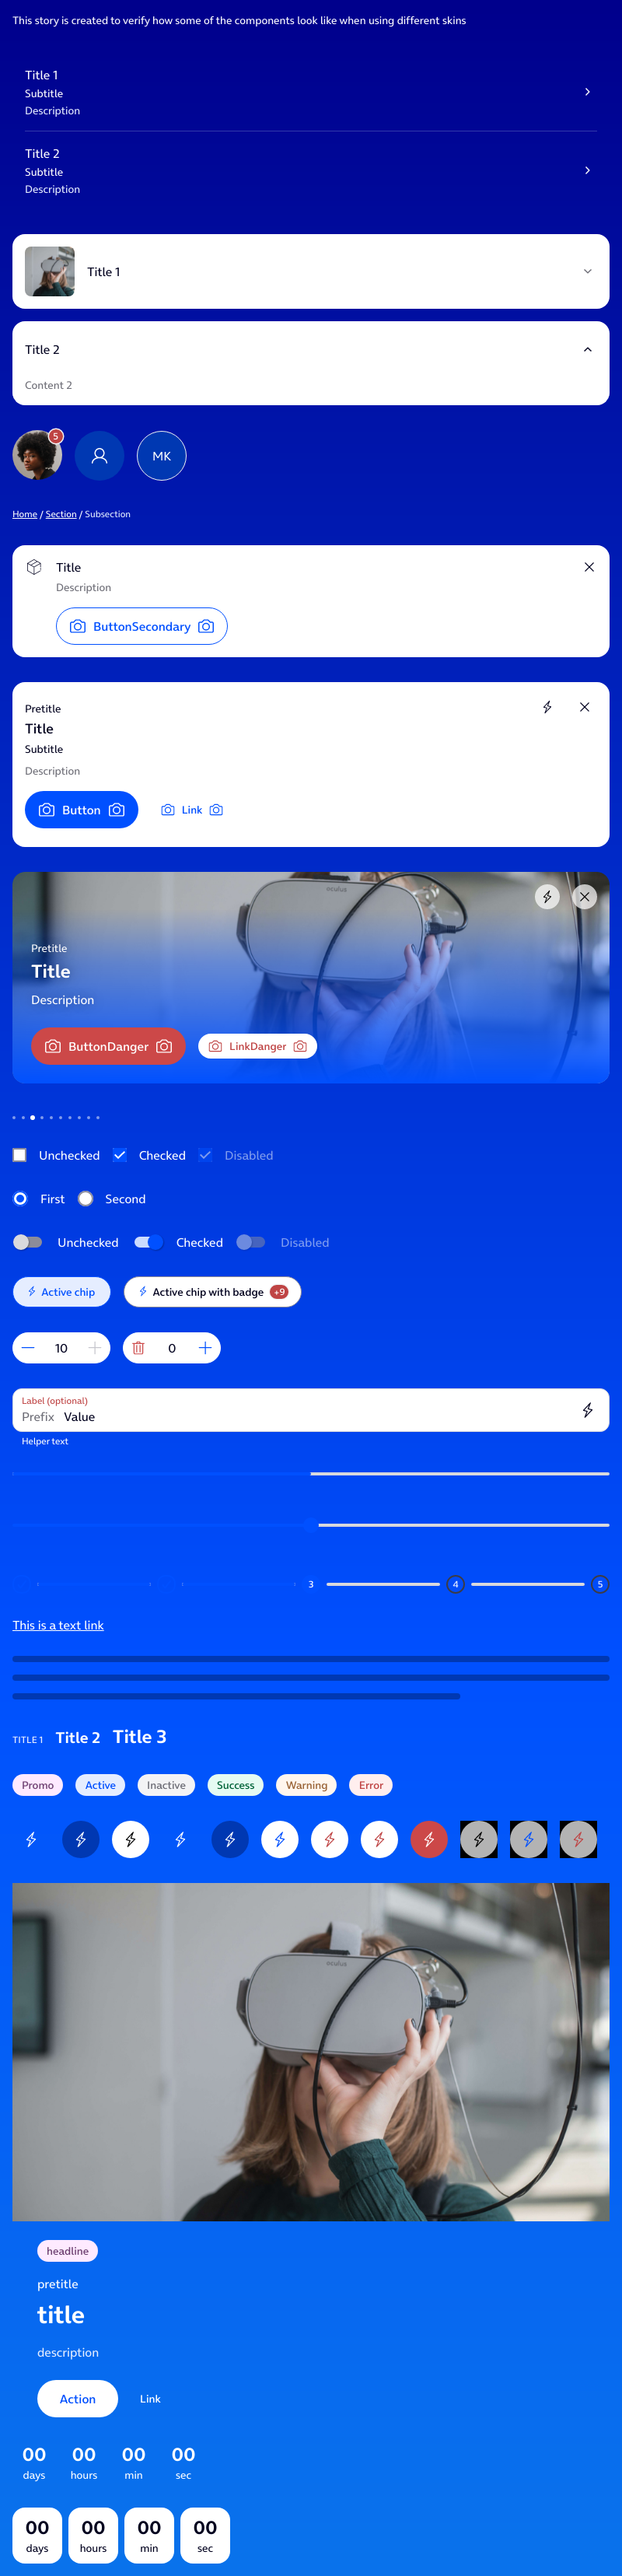 This story is created to verify how some of the components look like when using different skins
Title 1
Subtitle
Description
Title 2
Subtitle
Description
Title 1
Title 2
Content 2
5
MK
Home / Section / Subsection
Title
Description
ButtonSecondary
Pretitle
Title
Subtitle
Description
Button Link
oculus
Pretitle
Title
Description
ButtonDanger LinkDanger
Unchecked Checked Disabled
First Second
Unchecked Checked Disabled
Active chip Active chip with badge +9
10 0
Label (optional)
Prefix Value
Helper text
3 4 5
This is a text link
TITLE 1 Title 2 Title 3
Promo Active Inactive Success Warning Error
oculus
headline
pretitle
title
description
Action Link
00 00 00 00
days hours min sec
00 00 00 00
days hours min sec